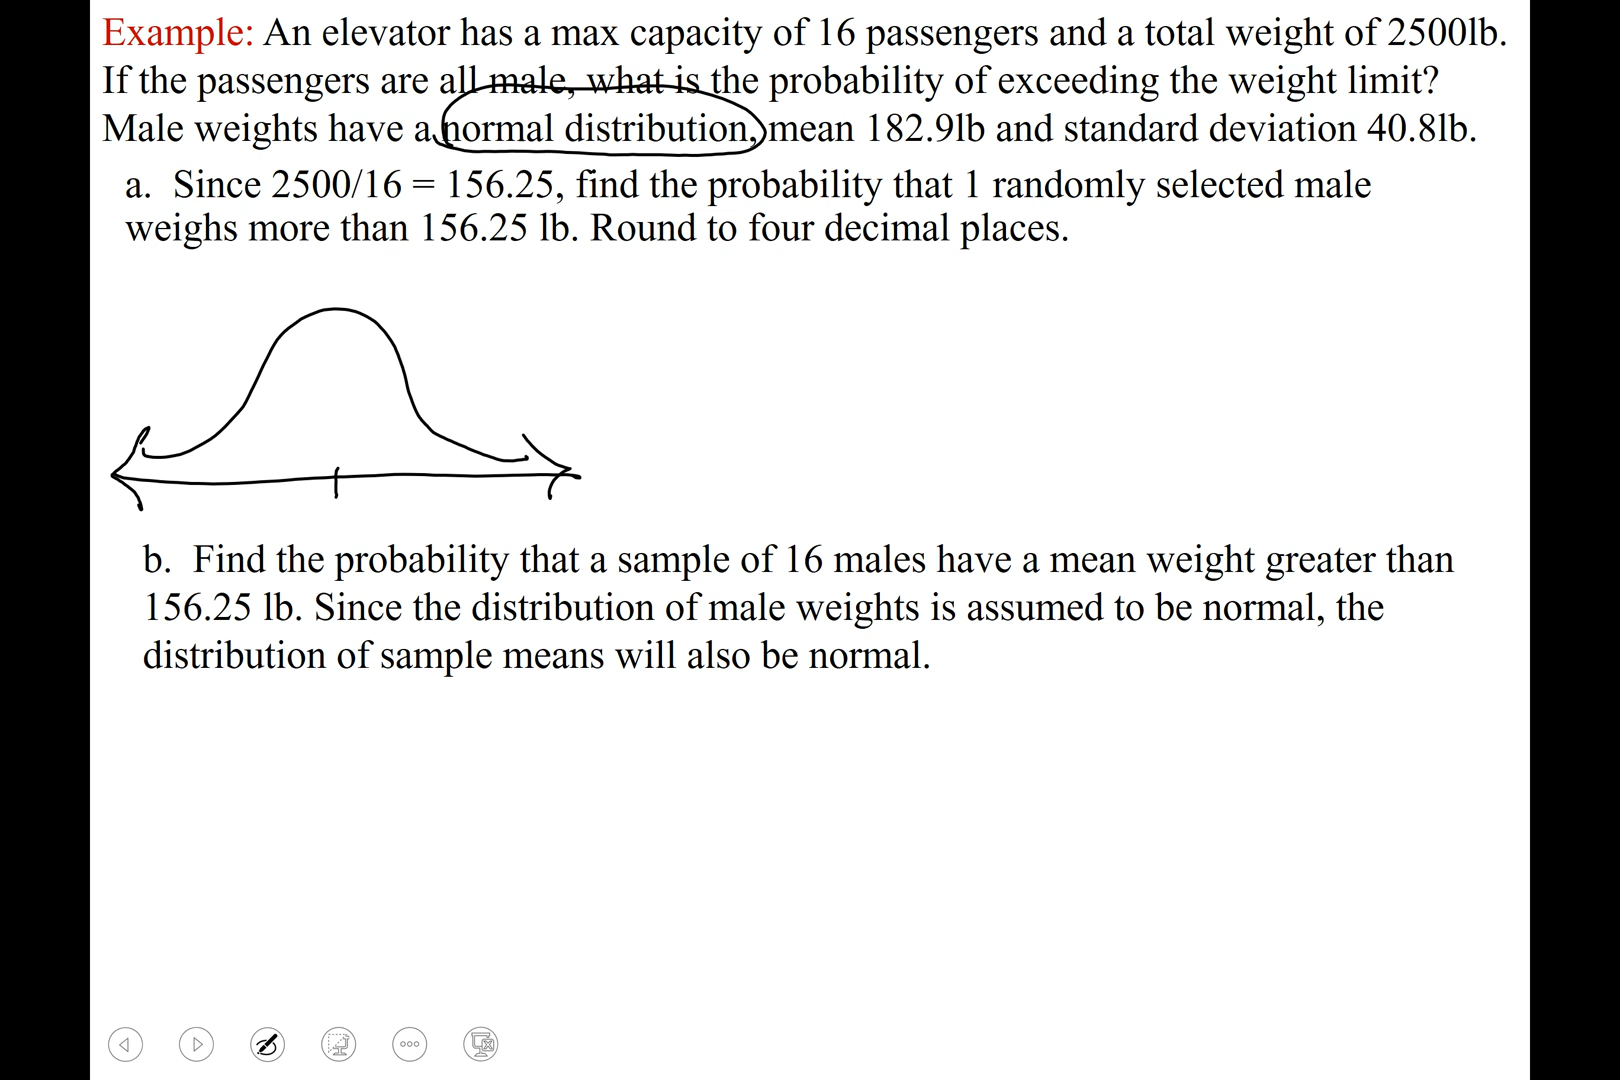 Example: An elevator has a max capacity of 16 passengers and a total weight of 2500lb.
If the passengers are all male, what is the probability of exceeding the weight limit?
Male weights have a normal distribution, mean 182.9lb and standard deviation 40.8lb.
a. Since 2500/16 = 156.25, find the probability that 1 randomly selected male
weighs more than 156.25 lb. Round to four decimal places.
b. Find the probability that a sample of 16 males have a mean weight greater than
156.25 lb. Since the distribution of male weights is assumed to be normal, the
distribution of sample means will also be normal.